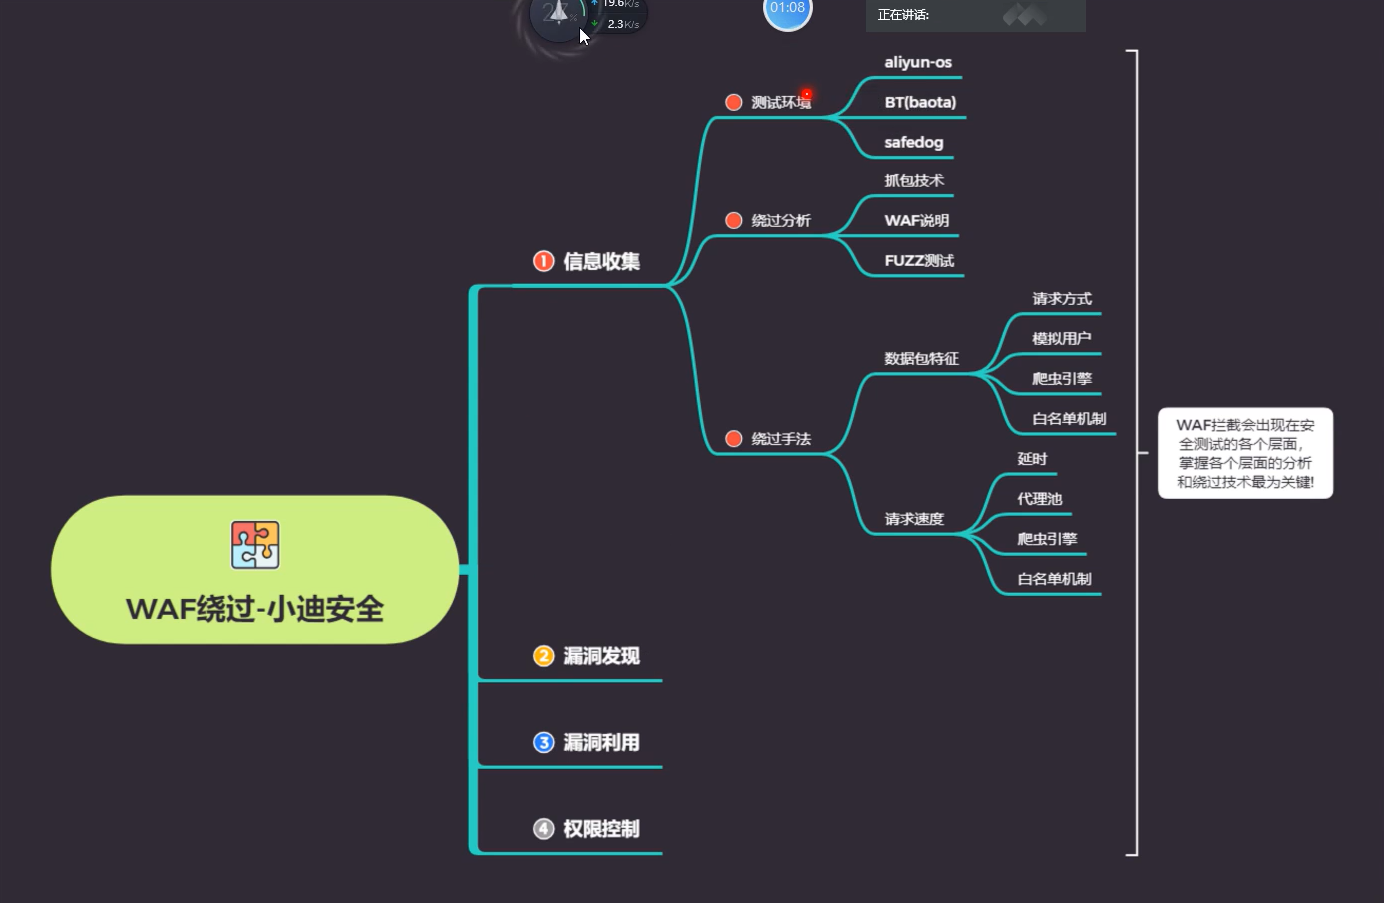 19.6K/s
2.3K/s
01:08
正在讲话:
aliyun-os
测试环境
BT(baota)
safedog
抓包技术
绕过分析
WAF说明
FUZZ测试
1 信息收集
请求方式
模拟用户
数据包特征
爬虫引擎
白名单机制
绕过手法
延时
代理池
请求速度
爬虫引擎
白名单机制
WAF拦截会出现在安
全测试的各个层面，
掌握各个层面的分析
和绕过技术最为关键!
WAF绕过-小迪安全
2 漏洞发现
3 漏洞利用
4 权限控制